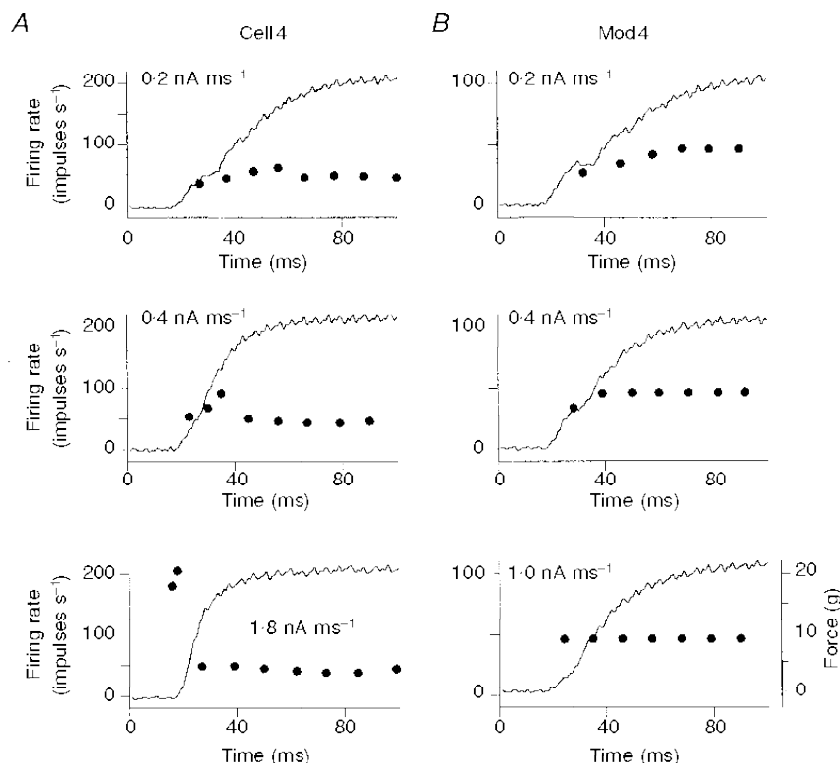 A
Cell 4
B
Mod 4
0·2 nA ms⁻¹
200
100
0
Firing rate
(impulses s⁻¹)
0 40 80
Time (ms)
0·2 nA ms⁻¹
100
0
0 40 80
Time (ms)
0·4 nA ms⁻¹
200
100
0
Firing rate
(impulses s⁻¹)
0 40 80
Time (ms)
0·4 nA ms⁻¹
100
0
0 40 80
Time (ms)
200
100
0
Firing rate
(impulses s⁻¹)
1·8 nA ms⁻¹
0 40 80
Time (ms)
1·0 nA ms⁻¹
100
0
0 40 80
Time (ms)
20
10
0
Force (g)